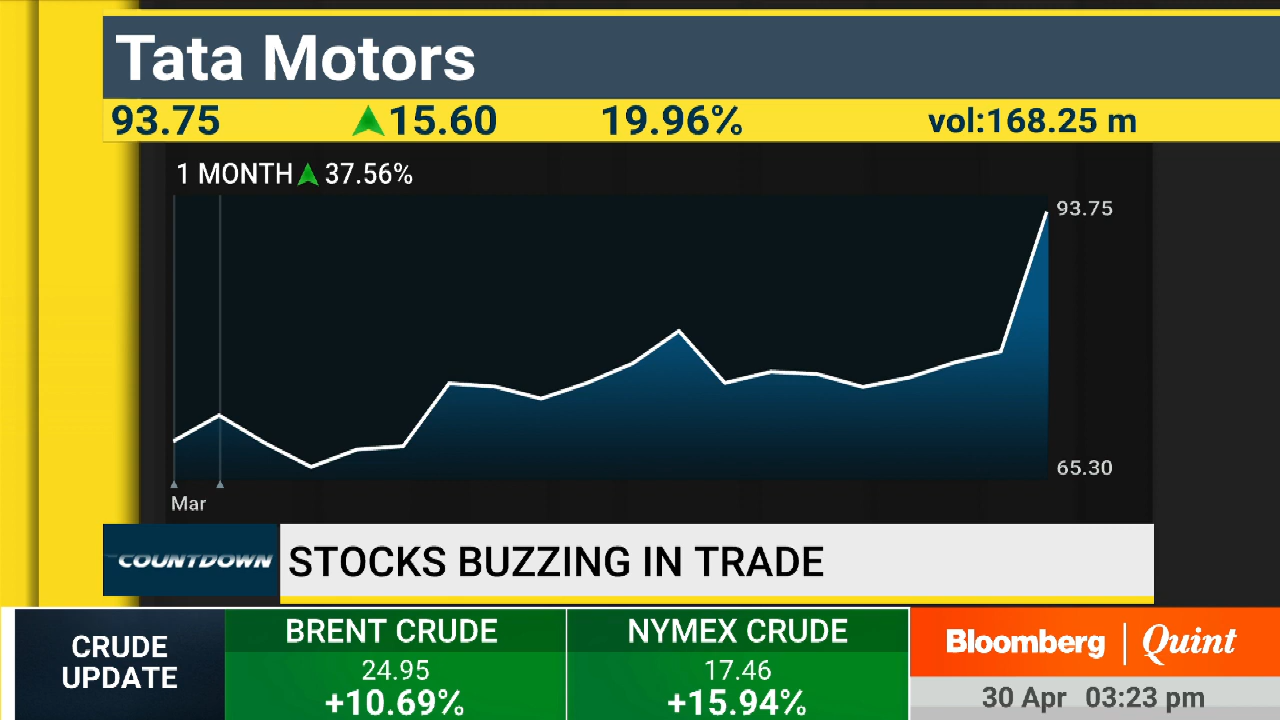 Tata Motors
93.75 ▲15.60 19.96% vol:168.25 m
1 MONTH▲37.56%
93.75
65.30
Mar
COUNTDOWN STOCKS BUZZING IN TRADE
CRUDE UPDATE
BRENT CRUDE
24.95
+10.69%
NYMEX CRUDE
17.46
+15.94%
Bloomberg | Quint
30 Apr 03:23 pm